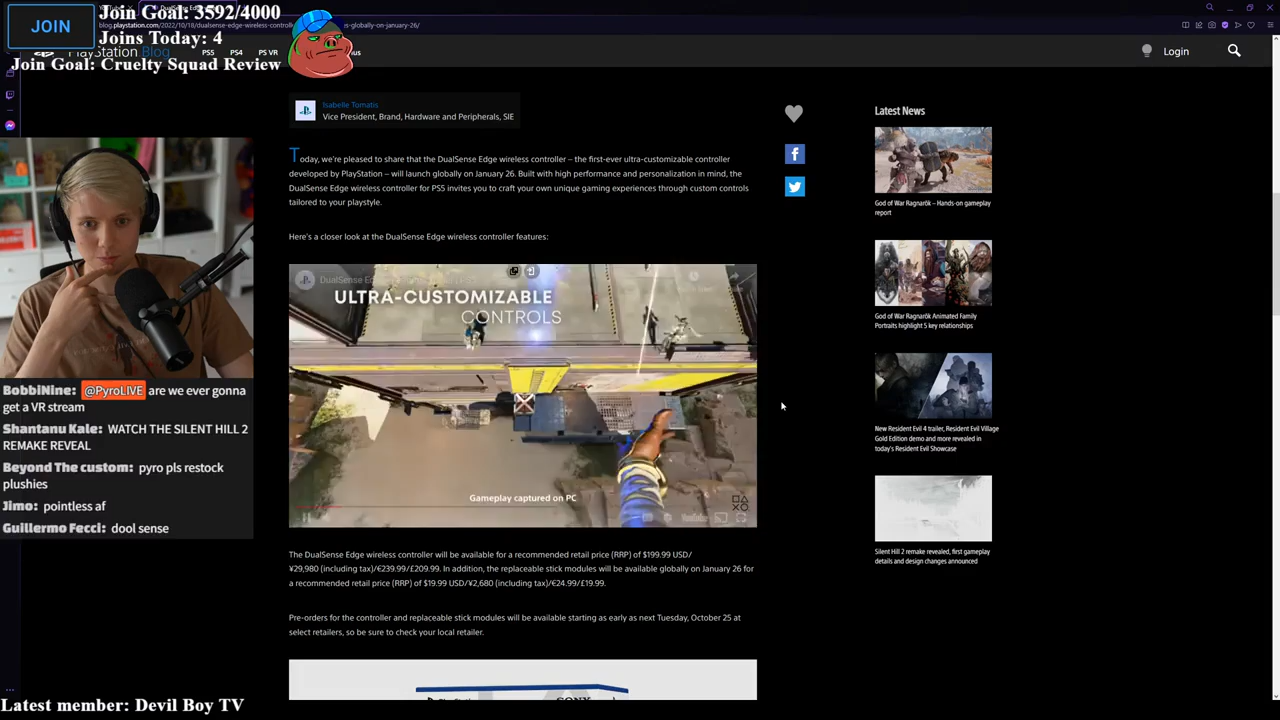 JOIN
Join Goal: 3592/4000
Joins Today: 4
Join Goal: Cruelty Squad Review
blog.playstation.com/2022/10/18/dualsense-edge-wireless-contro
s-globally-on-january-26/
PlayStation.Blog
PS5
PS4
PS VR
Login
Isabelle Tomatis
Vice President, Brand, Hardware and Peripherals, SIE
Today, we're pleased to share that the DualSense Edge wireless controller – the first-ever ultra-customizable controller
developed by PlayStation – will launch globally on January 26. Built with high performance and personalization in mind, the
DualSense Edge wireless controller for PS5 invites you to craft your own unique gaming experiences through custom controls
tailored to your playstyle.
Here's a closer look at the DualSense Edge wireless controller features:
DualSense Ed
ULTRA-CUSTOMIZABLE
CONTROLS
Gameplay captured on PC
YouTube
The DualSense Edge wireless controller will be available for a recommended retail price (RRP) of $199.99 USD/
¥29,980 (including tax)/€239.99/£209.99. In addition, the replaceable stick modules will be available globally on January 26 for
a recommended retail price (RRP) of $19.99 USD/¥2,680 (including tax)/€24.99/£19.99.
Pre-orders for the controller and replaceable stick modules will be available starting as early as next Tuesday, October 25 at
select retailers, so be sure to check your local retailer.
SONY
Latest News
God of War Ragnarök – Hands-on gameplay
report
God of War Ragnarök Animated Family
Portraits highlight 5 key relationships
New Resident Evil 4 trailer, Resident Evil Village
Gold Edition demo and more revealed in
today's Resident Evil Showcase
Silent Hill 2 remake revealed, first gameplay
details and design changes announced
BobbiNine: @PyroLIVE are we ever gonna
get a VR stream
Shantanu Kale: WATCH THE SILENT HILL 2
REMAKE REVEAL
Beyond The custom: pyro pls restock
plushies
Jimo: pointless af
Guillermo Fecci: dool sense
Latest member: Devil Boy TV